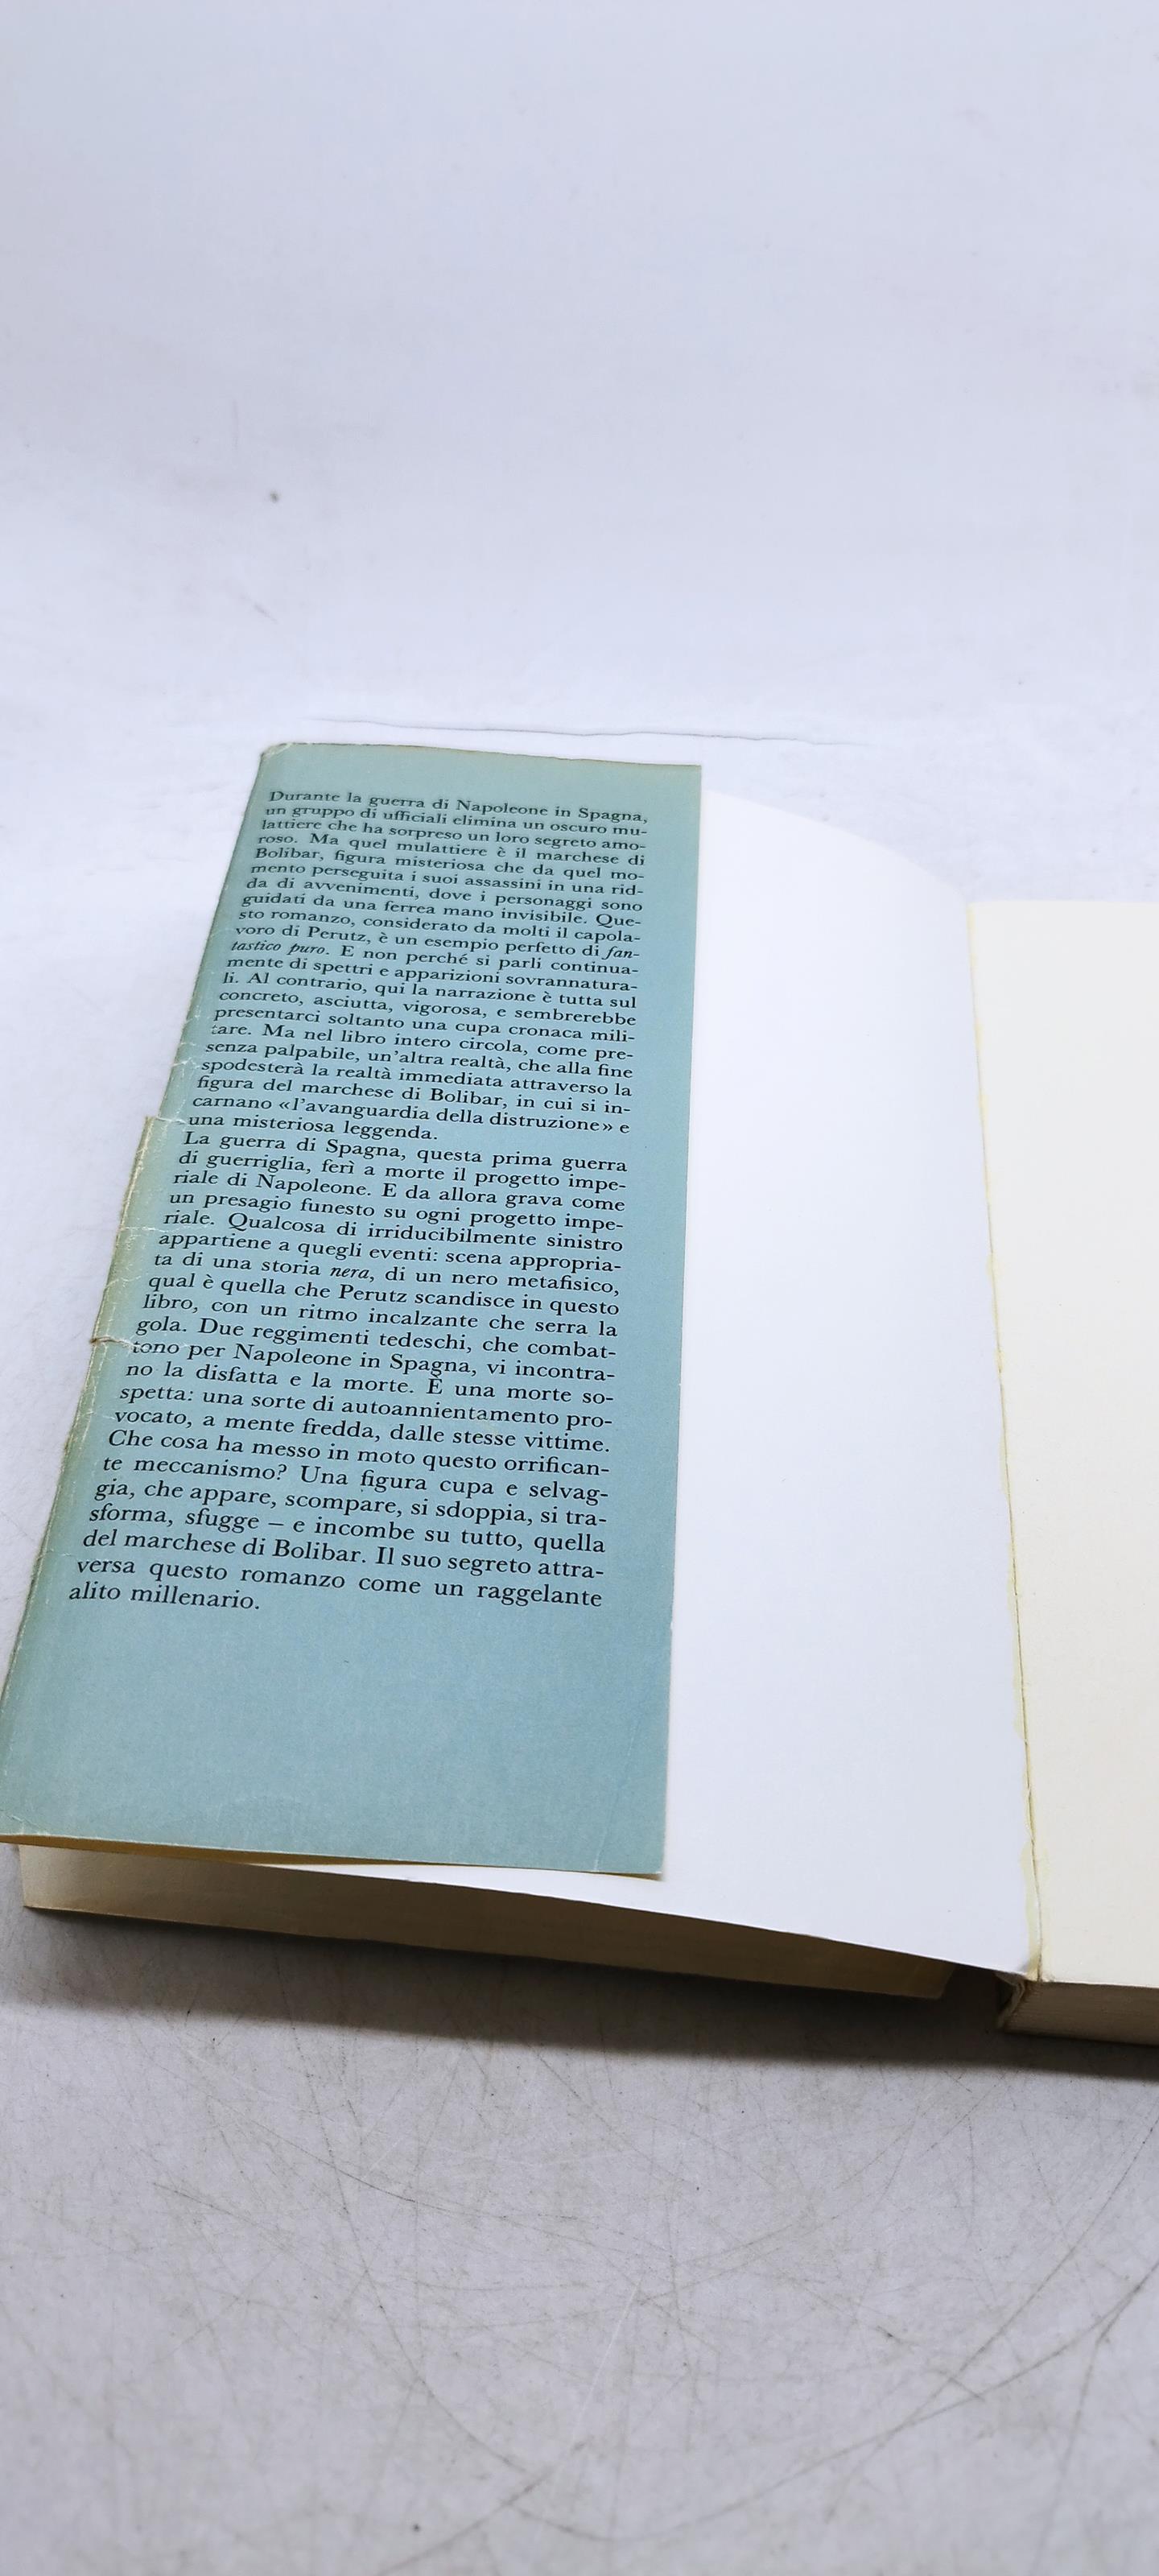 Durante la guerra di Napoleone in Spagna,
un gruppo di ufficiali elimina un oscuro mu-
lattiere che ha sorpreso un loro segreto amo-
roso. Ma quel mulattiere è il marchese di
Bolibar, figura misteriosa che da quel mo-
mento perseguita i suoi assassini in una rid-
da di avvenimenti, dove i personaggi sono
guidati da una ferrea mano invisibile. Que-
sto romanzo, considerato da molti il capola-
voro di Perutz, è un esempio perfetto di fan-
tastico puro. E non perché si parli continua-
mente di spettri e apparizioni sovrannatura-
li. Al contrario, qui la narrazione è tutta sul
concreto, asciutta, vigorosa, e sembrerebbe
presentarci soltanto una cupa cronaca mili-
tare. Ma nel libro intero circola, come pre-
senza palpabile, un'altra realtà, che alla fine
spodesterà la realtà immediata attraverso la
figura del marchese di Bolibar, in cui si in-
carnano «l'avanguardia della distruzione» e
una misteriosa leggenda.
La guerra di Spagna, questa prima guerra
di guerriglia, ferì a morte il progetto impe-
riale di Napoleone. E da allora grava come
un presagio funesto su ogni progetto impe-
riale. Qualcosa di irriducibilmente sinistro
appartiene a quegli eventi: scena appropria-
ta di una storia nera, di un nero metafisico,
qual è quella che Perutz scandisce in questo
libro, con un ritmo incalzante che serra la
gola. Due reggimenti tedeschi, che combat-
tono per Napoleone in Spagna, vi incontra-
no la disfatta e la morte. È una morte so-
spetta: una sorte di autoannientamento pro-
vocato, a mente fredda, dalle stesse vittime.
Che cosa ha messo in moto questo orrifican-
te meccanismo? Una figura cupa e selvag-
gia, che appare, scompare, si sdoppia, si tra-
sforma, sfugge – e incombe su tutto, quella
del marchese di Bolibar. Il suo segreto attra-
versa questo romanzo come un raggelante
alito millenario.